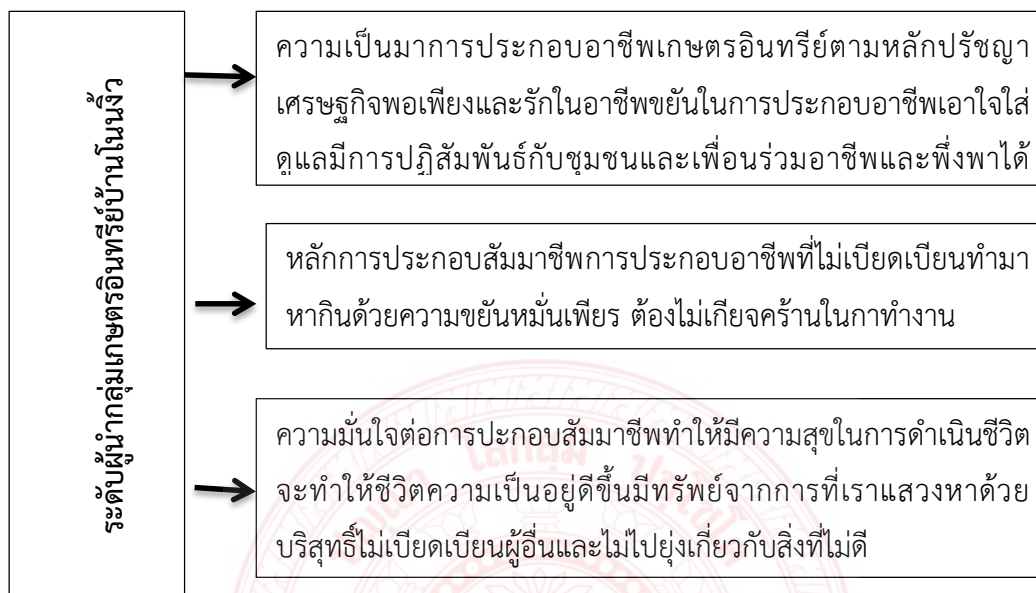 ระดับผู้นำกลุ่มเกษตรอินทรีย์บ้านโนนงิ้ว
ความเป็นมาการประกอบอาชีพเกษตรอินทรีย์ตามหลักปรัชญา
เศรษฐกิจพอเพียงและรักในอาชีพขยันในการประกอบอาชีพเอาใจใส่
ดูแลมีการปฏิสัมพันธ์กับชุมชนและเพื่อนร่วมอาชีพและพึ่งพาได้
หลักการประกอบสัมมาชีพการประกอบอาชีพที่ไม่เบียดเบียนทำมา
หากินด้วยความขยันหมั่นเพียร ต้องไม่เกียจคร้านในกาทำงาน
ความมั่นใจต่อการปะกอบสัมมาชีพทำให้มีความสุขในการดำเนินชีวิต
จะทำให้ชีวิตความเป็นอยู่ดีขึ้นมีทรัพย์จากการที่เราแสวงหาด้วย
บริสุทธิ์ไม่เบียดเบียนผู้อื่นและไม่ไปยุ่งเกี่ยวกับสิ่งที่ไม่ดี